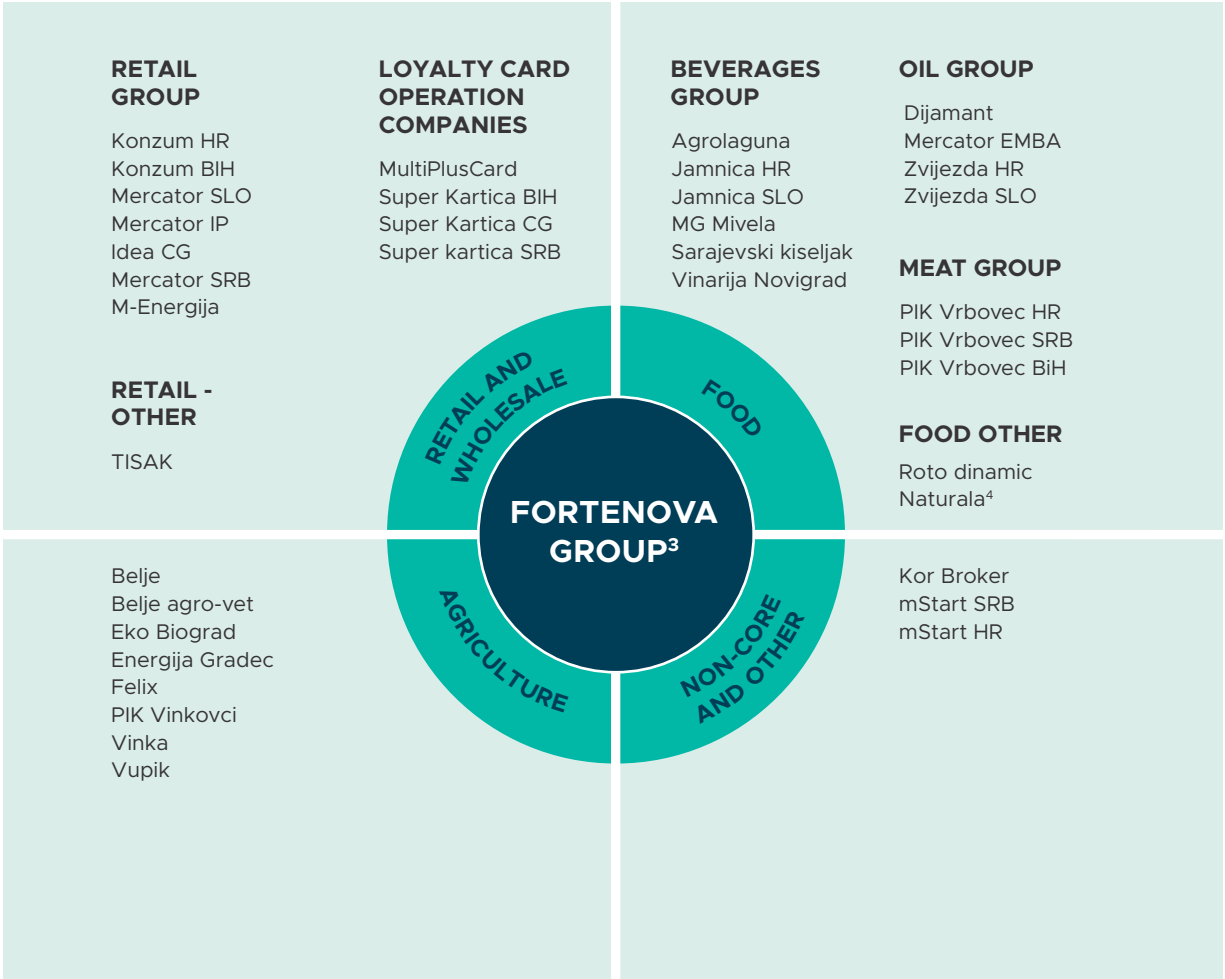 RETAIL
GROUP
Konzum HR
Konzum BIH
Mercator SLO
Mercator IP
Idea CG
Mercator SRB
M-Energija
RETAIL -
OTHER
TISAK
LOYALTY CARD
OPERATION
COMPANIES
MultiPlusCard
Super Kartica BIH
Super Kartica CG
Super kartica SRB
BEVERAGES
GROUP
Agrolaguna
Jamnica HR
Jamnica SLO
MG Mivela
Sarajevski kiseljak
Vinarija Novigrad
OIL GROUP
Dijamant
Mercator EMBA
Zvijezda HR
Zvijezda SLO
MEAT GROUP
PIK Vrbovec HR
PIK Vrbovec SRB
PIK Vrbovec BiH
FOOD OTHER
Roto dinamic
Naturala⁴
RETAIL AND
WHOLESALE
FOOD
FORTENOVA
GROUP³
AGRICULTURE
NON-CORE
AND OTHER
Belje
Belje agro-vet
Eko Biograd
Energija Gradec
Felix
PIK Vinkovci
Vinka
Vupik
Kor Broker
mStart SRB
mStart HR